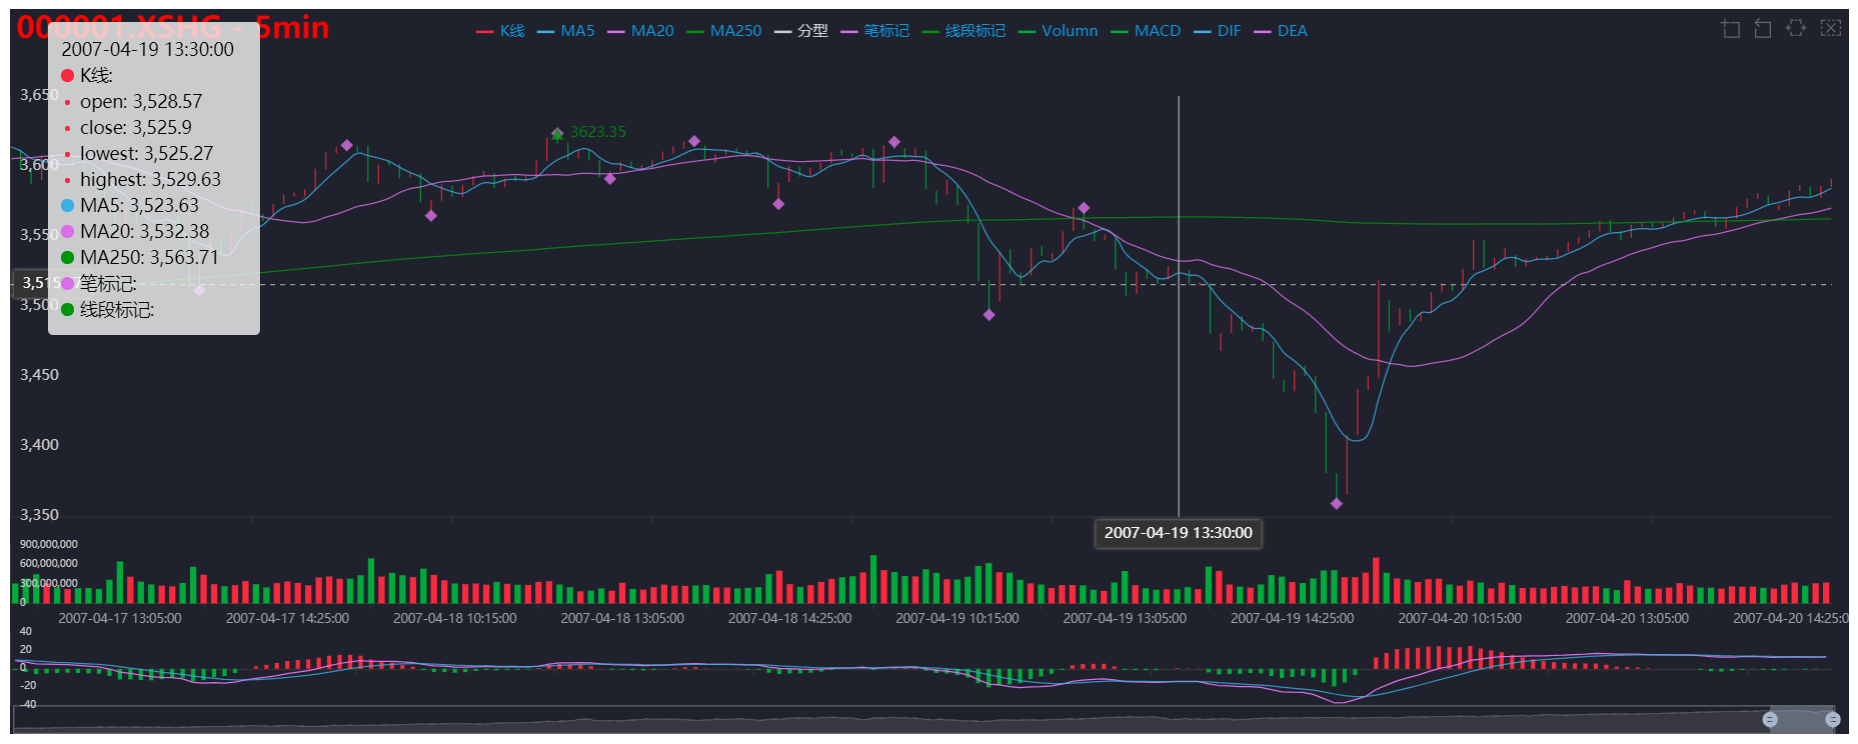 000001.XSHG - 5min
K线 MA5 MA20 MA250 分型 笔标记 线段标记 Volumn MACD DIF DEA
2007-04-19 13:30:00
K线:
open: 3,528.57
close: 3,525.9
lowest: 3,525.27
highest: 3,529.63
MA5: 3,523.63
MA20: 3,532.38
MA250: 3,563.71
笔标记:
线段标记:
3,650
3,600
3,550
3,500
3,450
3,400
3,350
3623.35
2007-04-19 13:30:00
900,000,000
600,000,000
300,000,000
0
2007-04-17 13:05:00 2007-04-17 14:25:00 2007-04-18 10:15:00 2007-04-18 13:05:00 2007-04-18 14:25:00 2007-04-19 10:15:00 2007-04-19 13:05:00 2007-04-19 14:25:00 2007-04-20 10:15:00 2007-04-20 13:05:00 2007-04-20 14:25:0
40
20
0
-20
-40